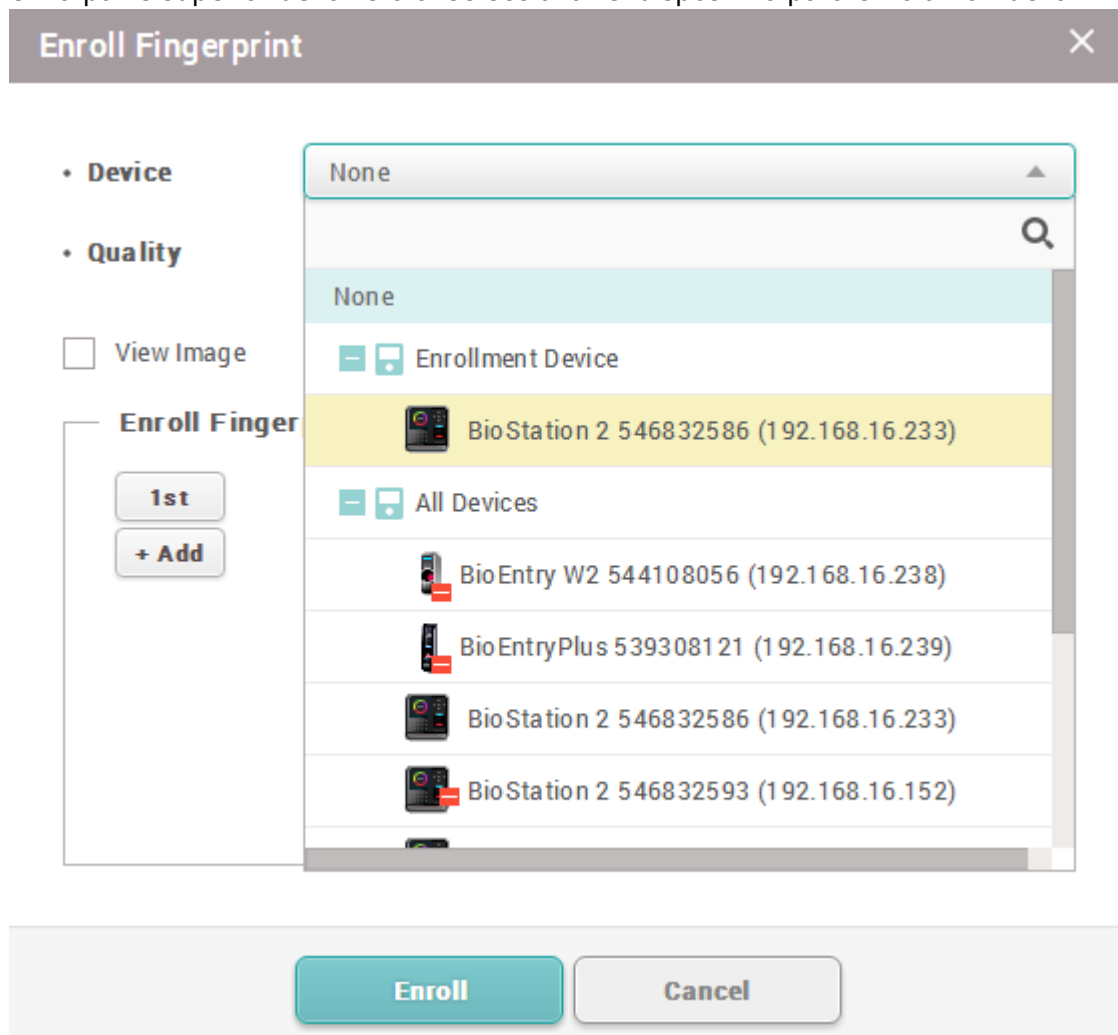 Enroll Fingerprint
• Device
None
• Quality
None
View Image
Enrollment Device
Enroll Finger
BioStation 2 546832586 (192.168.16.233)
1st
All Devices
+ Add
BioEntry W2 544108056 (192.168.16.238)
BioEntryPlus 539308121 (192.168.16.239)
BioStation 2 546832586 (192.168.16.233)
BioStation 2 546832593 (192.168.16.152)
Enroll
Cancel